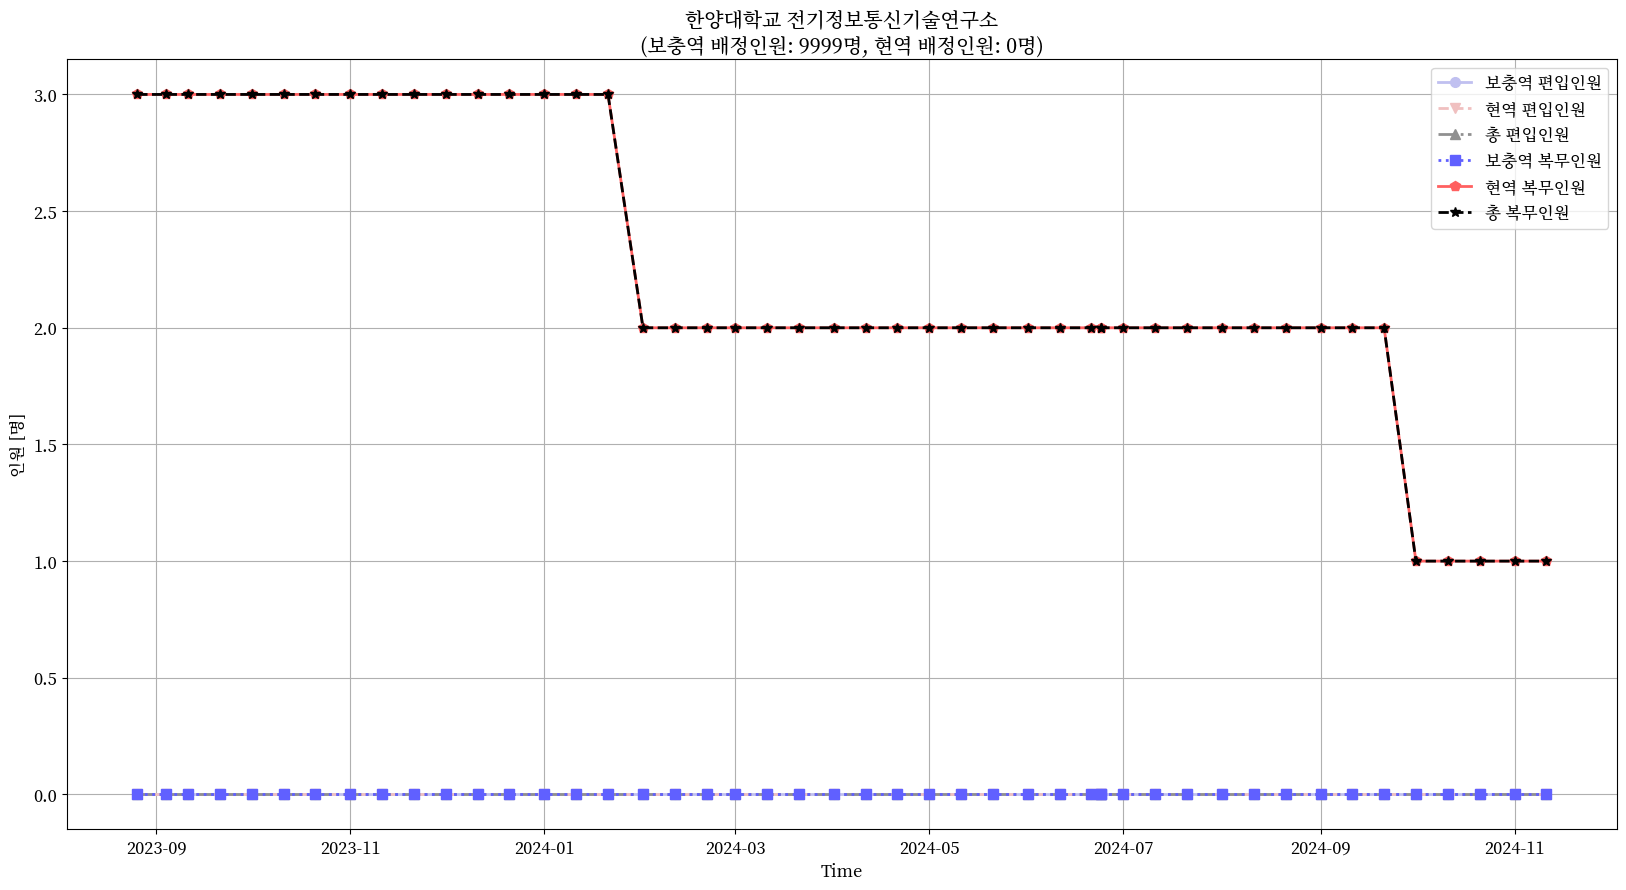 한양대학교 전기정보통신기술연구소
(보충역 배정인원: 9999명, 현역 배정인원: 0명)
보충역 편입인원
현역 편입인원
총 편입인원
보충역 복무인원
현역 복무인원
총 복무인원
인원 [명]
3.0
2.5
2.0
1.5
1.0
0.5
0.0
2023-09 2023-11 2024-01 2024-03 2024-05 2024-07 2024-09 2024-11
Time